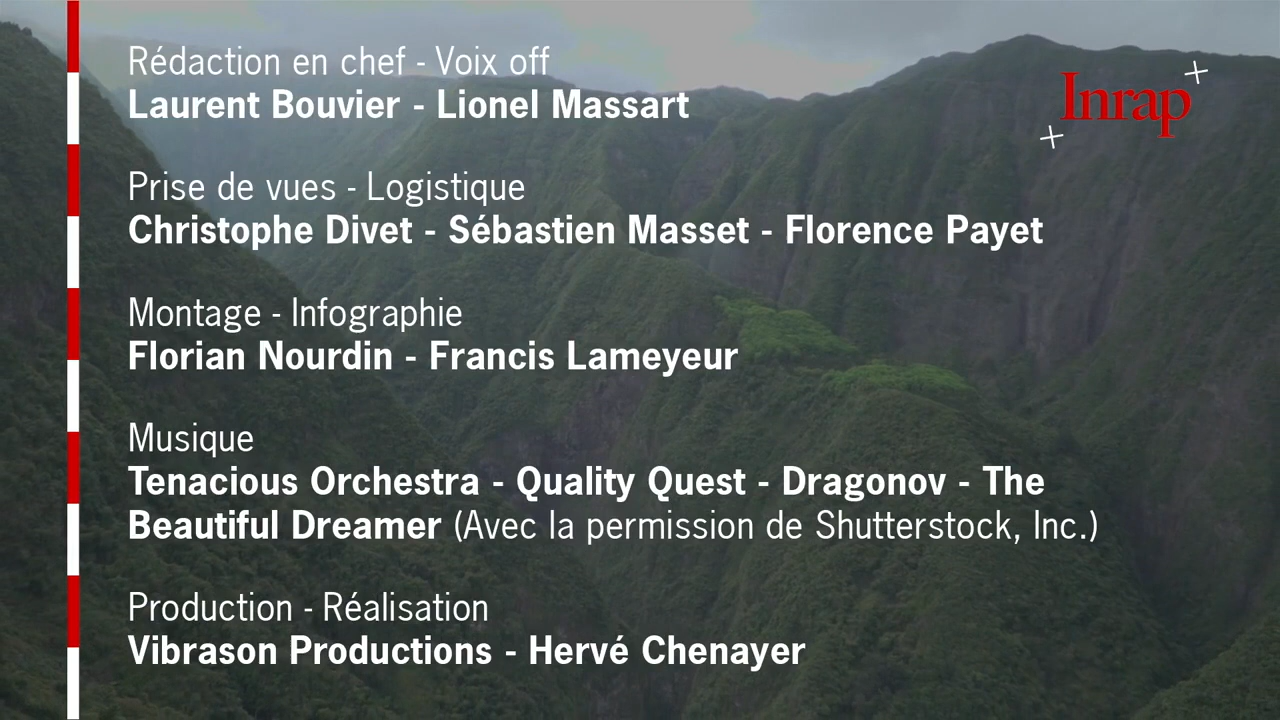 Rédaction en chef - Voix off
Laurent Bouvier - Lionel Massart
Inrap
Prise de vues - Logistique
Christophe Divet - Sébastien Masset - Florence Payet
Montage - Infographie
Florian Nourdin - Francis Lameyeur
Musique
Tenacious Orchestra - Quality Quest - Dragonov - The
Beautiful Dreamer (Avec la permission de Shutterstock, Inc.)
Production - Réalisation
Vibrason Productions - Hervé Chenayer